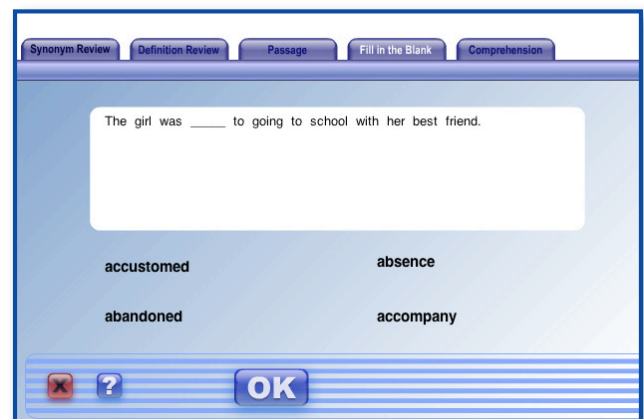 Synonym Review Definition Review Passage Fill in the Blank Comprehension
The girl was _____ to going to school with her best friend.
accustomed absence
abandoned accompany
X ? OK